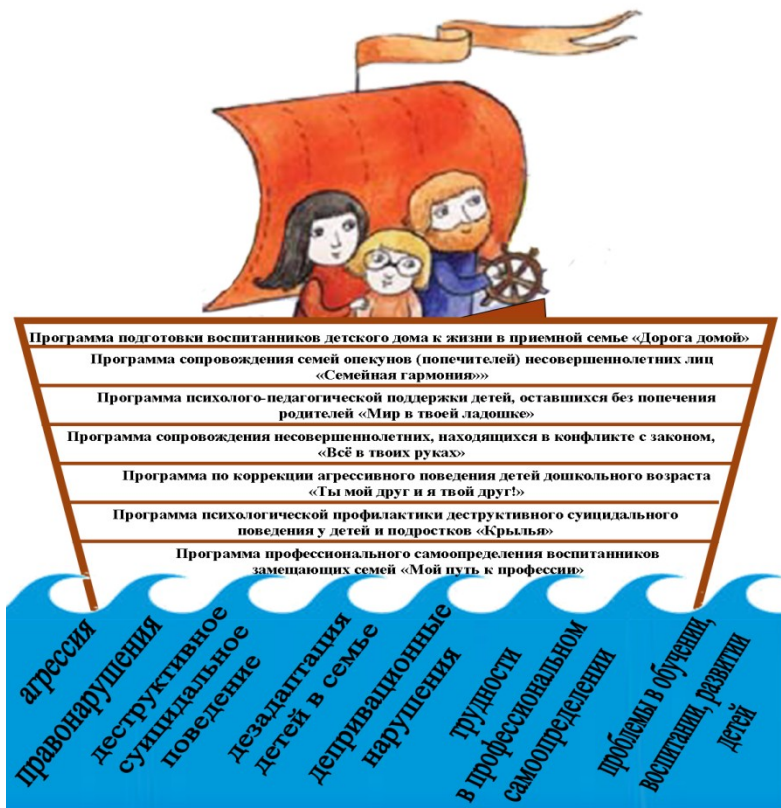 Программа подготовки воспитанников детского дома к жизни в приемной семье «Дорога домой»
Программа сопровождения семей опекунов (попечителей) несовершеннолетних лиц
«Семейная гармония»»
Программа психолого-педагогической поддержки детей, оставшихся без попечения
родителей «Мир в твоей ладошке»
Программа сопровождения несовершеннолетних, находящихся в конфликте с законом,
«Всё в твоих руках»
Программа по коррекции агрессивного поведения детей дошкольного возраста
«Ты мой друг и я твой друг!»
Программа психологической профилактики деструктивного суицидального
поведения у детей и подростков «Крылья»
Программа профессионального самоопределения воспитанников
замещающих семей «Мой путь к профессии»
агрессия
правонарушения
деструктивное
суицидальное
поведение
дезадаптация
детей в семье
депривационные
нарушения
трудности
в профессиональном
самоопределении
проблемы в обучении,
воспитании, развитии
детей